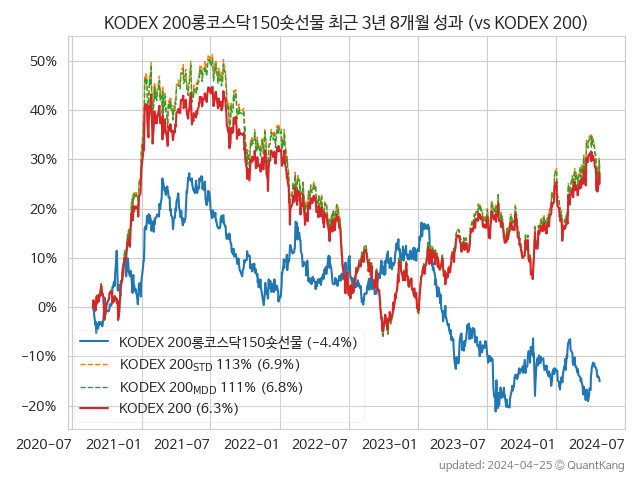 KODEX 200롱코스닥150숏선물 최근 3년 8개월 성과 (vs KODEX 200)
50%
40%
30%
20%
10%
0%
−10%
−20%
KODEX 200롱코스닥150숏선물 (−4.4%)
KODEX 200STD 113% (6.9%)
KODEX 200MDD 111% (6.8%)
KODEX 200 (6.3%)
2020-07 2021-01 2021-07 2022-01 2022-07 2023-01 2023-07 2024-01 2024-07
updated: 2024-04-25 © QuantKang